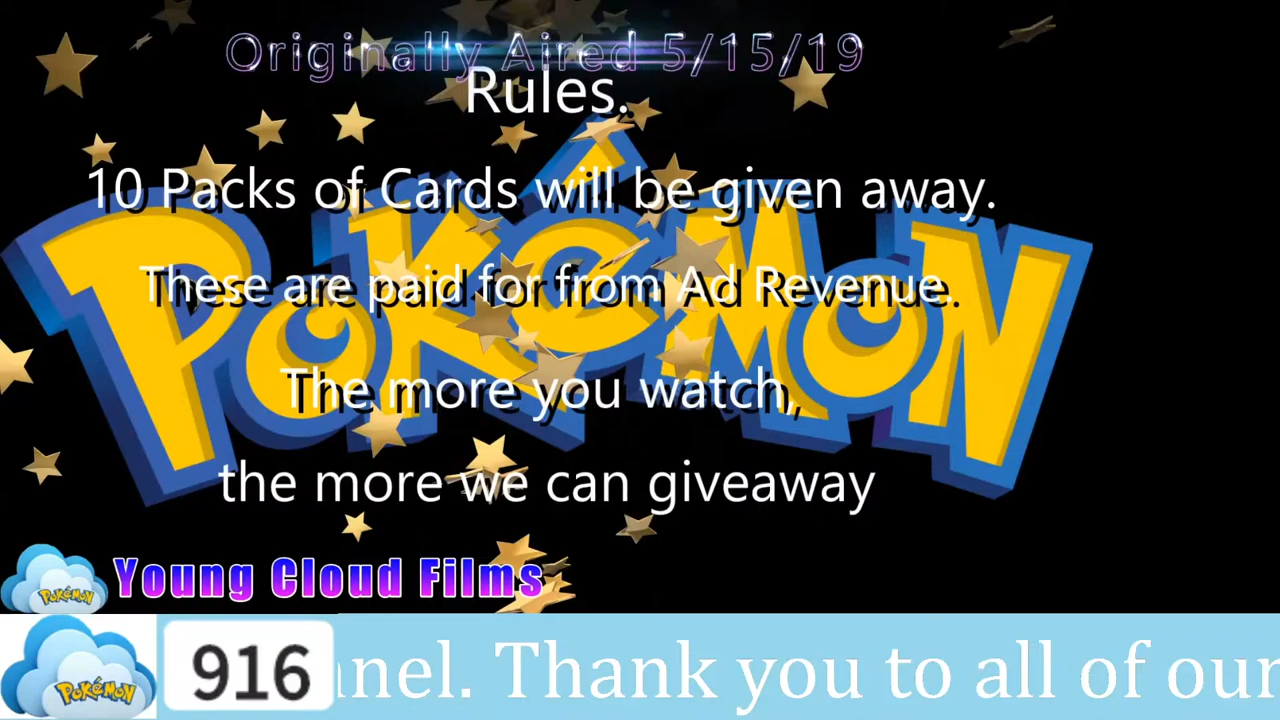 Originally Aired 5/15/19
Rules.
10 Packs of Cards will be given away.
These are paid for from Ad Revenue.
The more you watch,
the more we can giveaway
POKéMON
POKéMON
Young Cloud Films
POKéMON
916
nel. Thank you to all of our